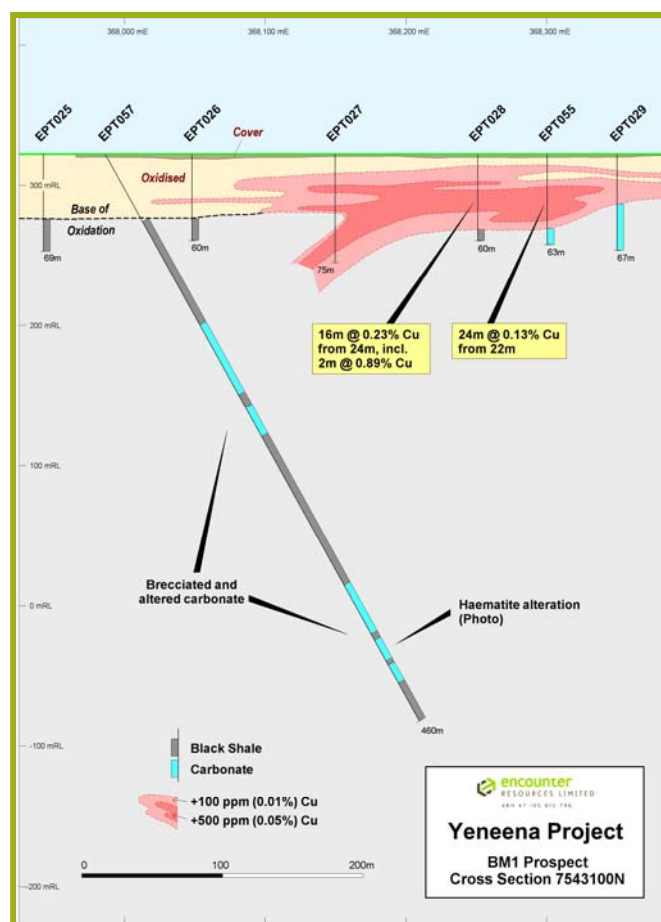 368,000 mE
368,100 mE
368,200 mE
368,300 mE
EPT025
EPT057
EPT026
EPT027
EPT028
EPT055
EPT029
Cover
300 mRL
Oxidised
Base of
Oxidation
69m
60m
75m
60m
63m
67m
200 mRL
16m @ 0.23% Cu
from 24m, incl.
2m @ 0.89% Cu
24m @ 0.13% Cu
from 22m
100 mRL
Brecciated and
altered carbonate
0 mRL
Haematite alteration
(Photo)
460m
-100 mRL
Black Shale
Carbonate
+100 ppm (0.01%) Cu
+500 ppm (0.05%) Cu
0
100
200m
-200 mRL
encounter
RESOURCES LIMITED
Yeneena Project
BM1 Prospect
Cross Section 7543100N